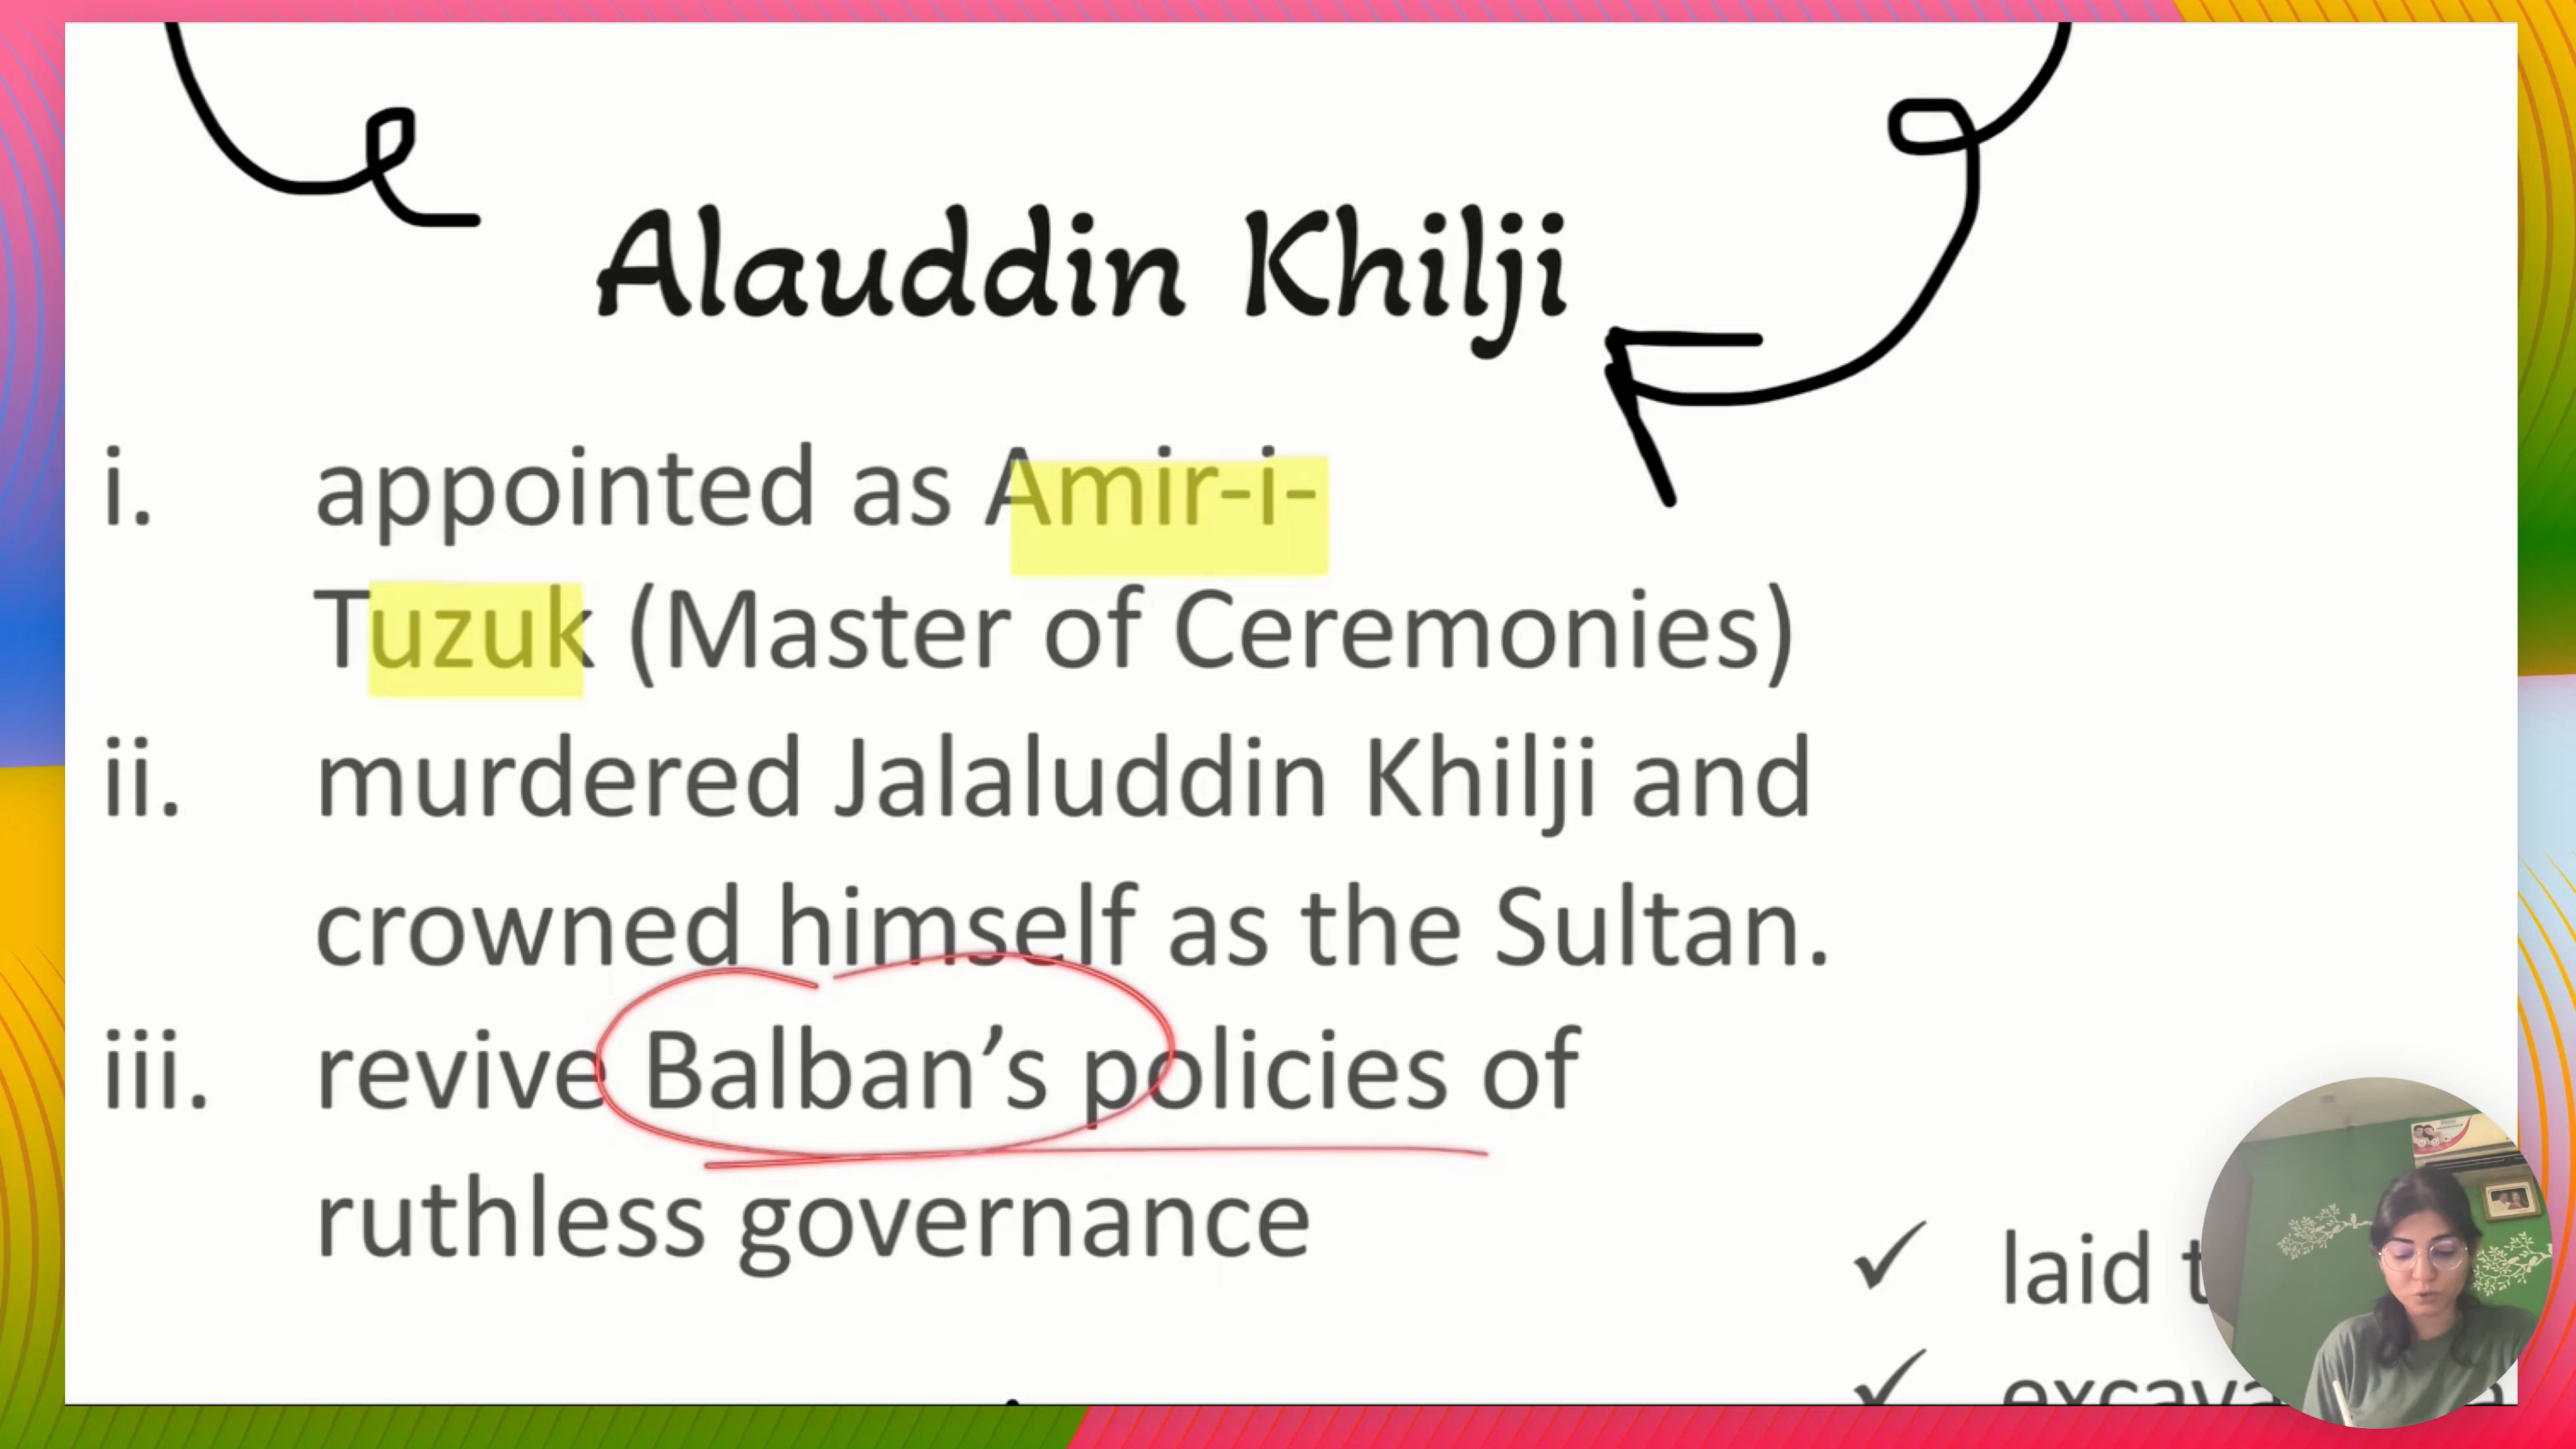 Alauddin Khilji
i. appointed as Amir-i-
Tuzuk (Master of Ceremonies)
ii. murdered Jalaluddin Khilji and
crowned himself as the Sultan.
iii. revive Balban’s policies of
ruthless governance
✓ laid
✓